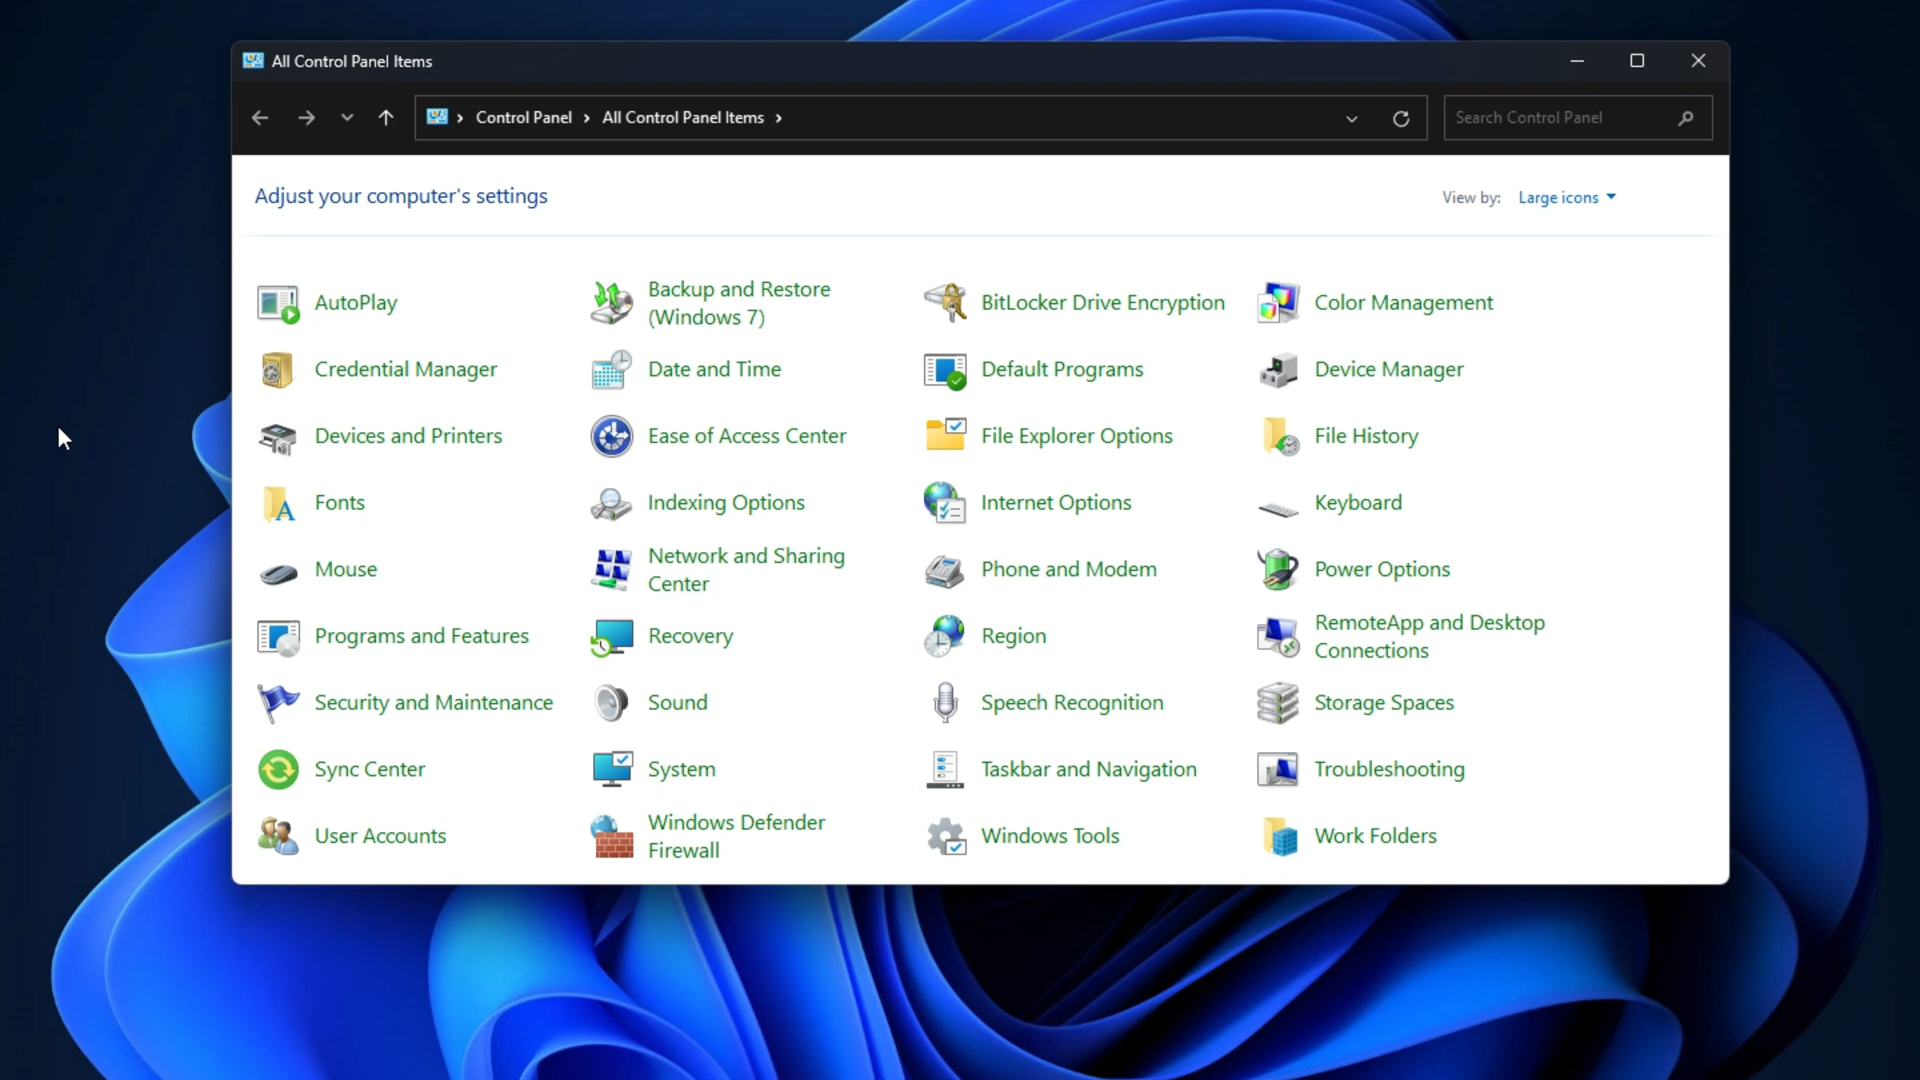 All Control Panel Items
Control Panel > All Control Panel Items >
Search Control Panel
Adjust your computer's settings
View by: Large icons
AutoPlay
Backup and Restore
(Windows 7)
BitLocker Drive Encryption
Color Management
Credential Manager
Date and Time
Default Programs
Device Manager
Devices and Printers
Ease of Access Center
File Explorer Options
File History
Fonts
Indexing Options
Internet Options
Keyboard
Mouse
Network and Sharing
Center
Phone and Modem
Power Options
Programs and Features
Recovery
Region
RemoteApp and Desktop
Connections
Security and Maintenance
Sound
Speech Recognition
Storage Spaces
Sync Center
System
Taskbar and Navigation
Troubleshooting
User Accounts
Windows Defender
Firewall
Windows Tools
Work Folders